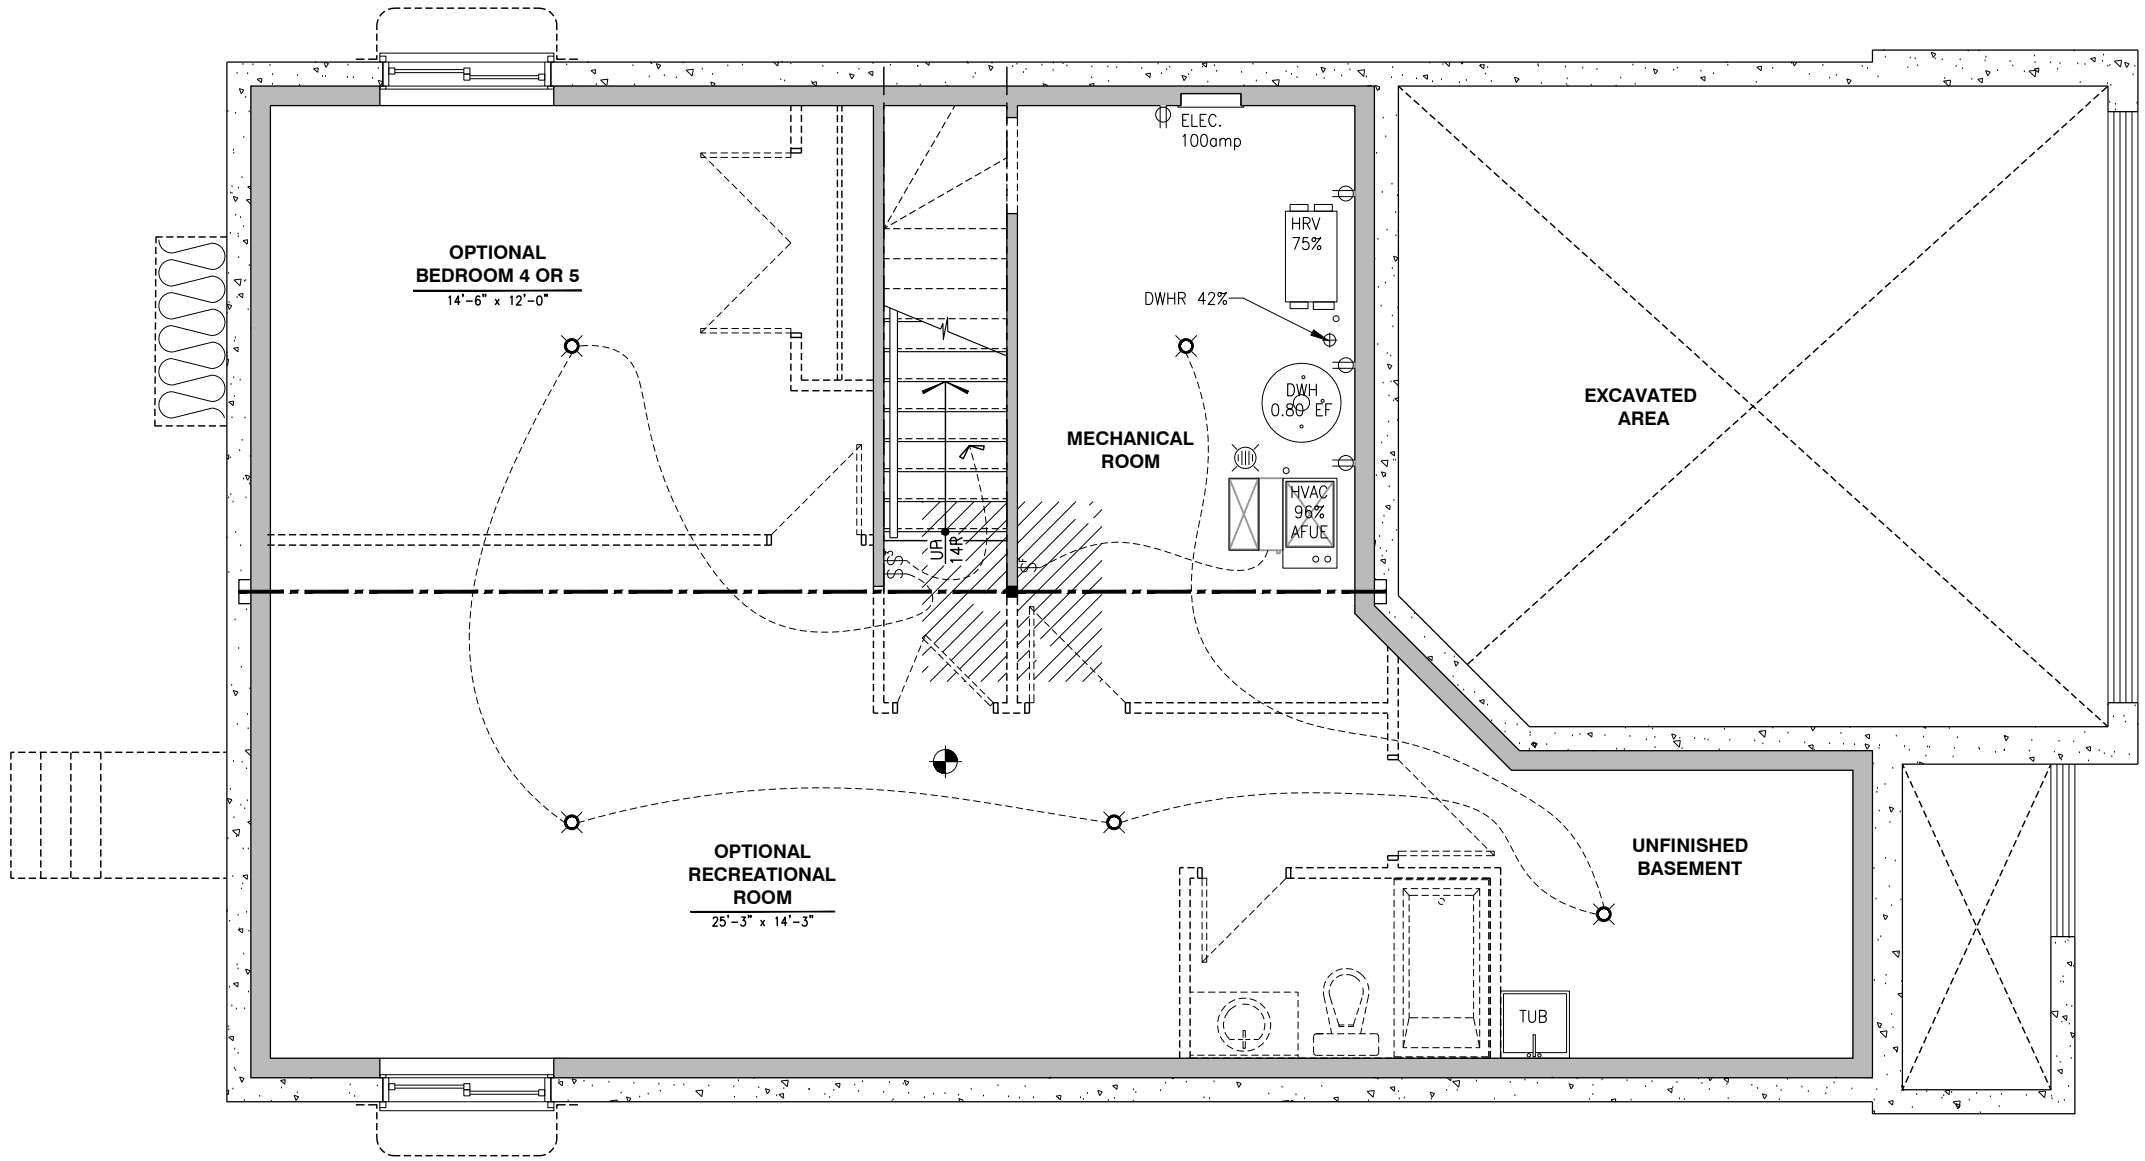 ELEC.
100amp
HRV
75%
OPTIONAL
BEDROOM 4 OR 5
14'-6" x 12'-0"
DWHR 42%
DWH
0.80 EF
EXCAVATED
AREA
MECHANICAL
ROOM
HVAC
96%
AFUE
SS³
UP
14R
UNFINISHED
BASEMENT
OPTIONAL
RECREATIONAL
ROOM
25'-3" x 14'-3"
TUB